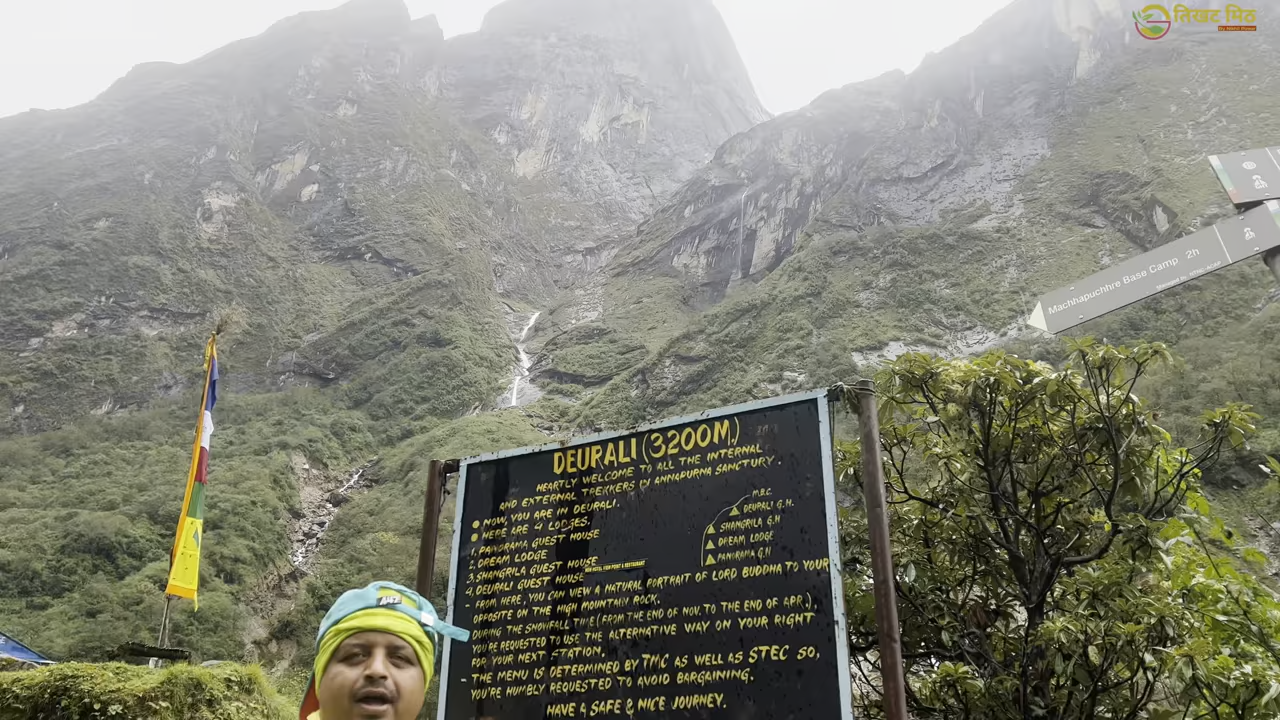 तिखट मिठ
Machhapuchhre Base Camp 2h
DEURALI (3200M.)
HEARTLY WELCOME TO ALL THE INTERNAL
AND EXTERNAL TREKKERS IN ANNAPURNA SANCTURY.
NOW, YOU ARE IN DEURALI.
HERE ARE 4 LODGES.
1. PANORAMA GUEST HOUSE
2. DREAM LODGE
3. SHANGRILA GUEST HOUSE
4. DEURALI GUEST HOUSE
M.B.C
DEURALI G.H.
SHANGRILA G.H
DREAM LODGE
PANORAMA G.H
- FROM HERE, YOU CAN VIEW A NATURAL PORTRAIT OF LORD BUDDHA TO YOUR
OPPOSITE ON THE HIGH MOUNTAIN ROCK.
DURING THE SNOWFALL TIME (FROM THE END OF NOV. TO THE END OF APR.),
YOU'RE REQUESTED TO USE THE ALTERNATIVE WAY ON YOUR RIGHT
FOR YOUR NEXT STATION.
- THE MENU IS DETERMINED BY TMC AS WELL AS STEC SO,
YOU'RE HUMBLY REQUESTED TO AVOID BARGAINING.
HAVE A SAFE & NICE JOURNEY.